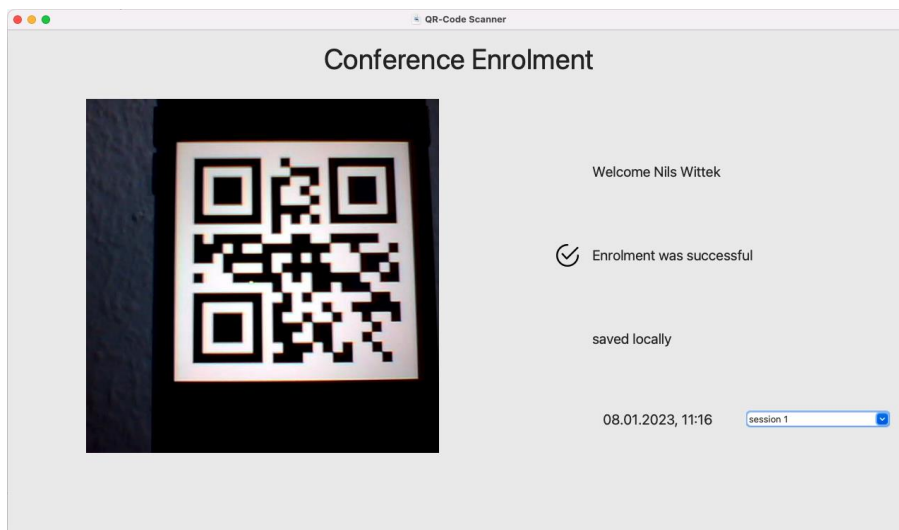 QR-Code Scanner
Conference Enrolment
Welcome Nils Wittek
Enrolment was successful
saved locally
08.01.2023, 11:16
session 1